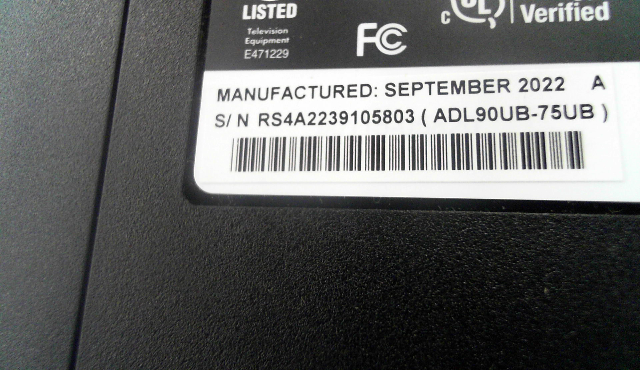 LISTED
Television
Equipment
E471229
FC
c UL Verified
MANUFACTURED: SEPTEMBER 2022 A
S/N RS4A2239105803 ( ADL90UB-75UB )